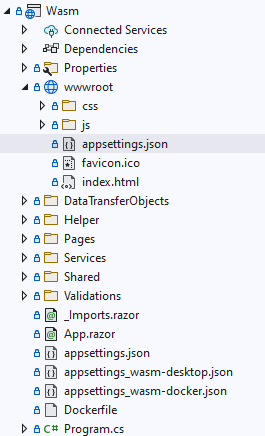 Wasm
Connected Services
Dependencies
Properties
wwwroot
css
js
appsettings.json
favicon.ico
index.html
DataTransferObjects
Helper
Pages
Services
Shared
Validations
_Imports.razor
App.razor
appsettings.json
appsettings_wasm-desktop.json
appsettings_wasm-docker.json
Dockerfile
Program.cs